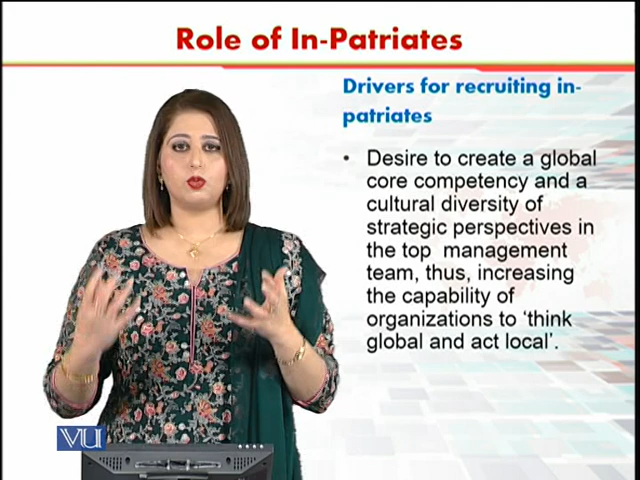 Role of In-Patriates
Drivers for recruiting in-
patriates
• Desire to create a global
core competency and a
cultural diversity of
strategic perspectives in
the top management
team, thus, increasing
the capability of
organizations to ‘think
global and act local’.
VU